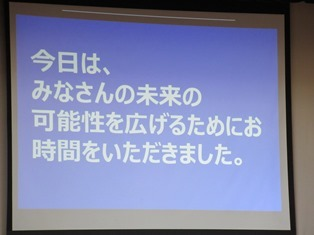 今日は、
みなさんの未来の
可能性を広げるためにお
時間をいただきました。